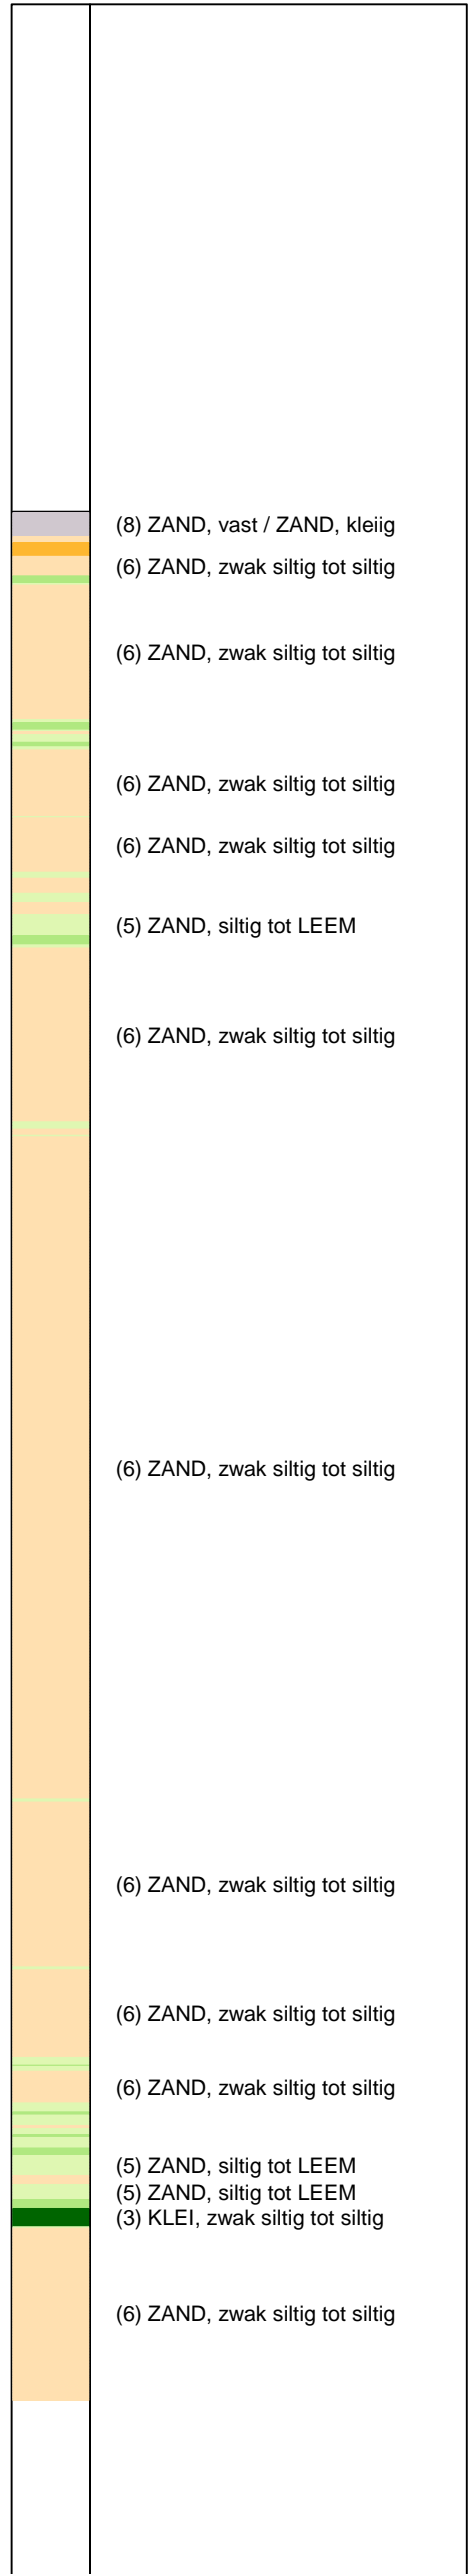 (8) ZAND, vast / ZAND, kleiig
(6) ZAND, zwak siltig tot siltig
(6) ZAND, zwak siltig tot siltig
(6) ZAND, zwak siltig tot siltig
(6) ZAND, zwak siltig tot siltig
(5) ZAND, siltig tot LEEM
(6) ZAND, zwak siltig tot siltig
(6) ZAND, zwak siltig tot siltig
(6) ZAND, zwak siltig tot siltig
(6) ZAND, zwak siltig tot siltig
(6) ZAND, zwak siltig tot siltig
(5) ZAND, siltig tot LEEM
(5) ZAND, siltig tot LEEM
(3) KLEI, zwak siltig tot siltig
(6) ZAND, zwak siltig tot siltig